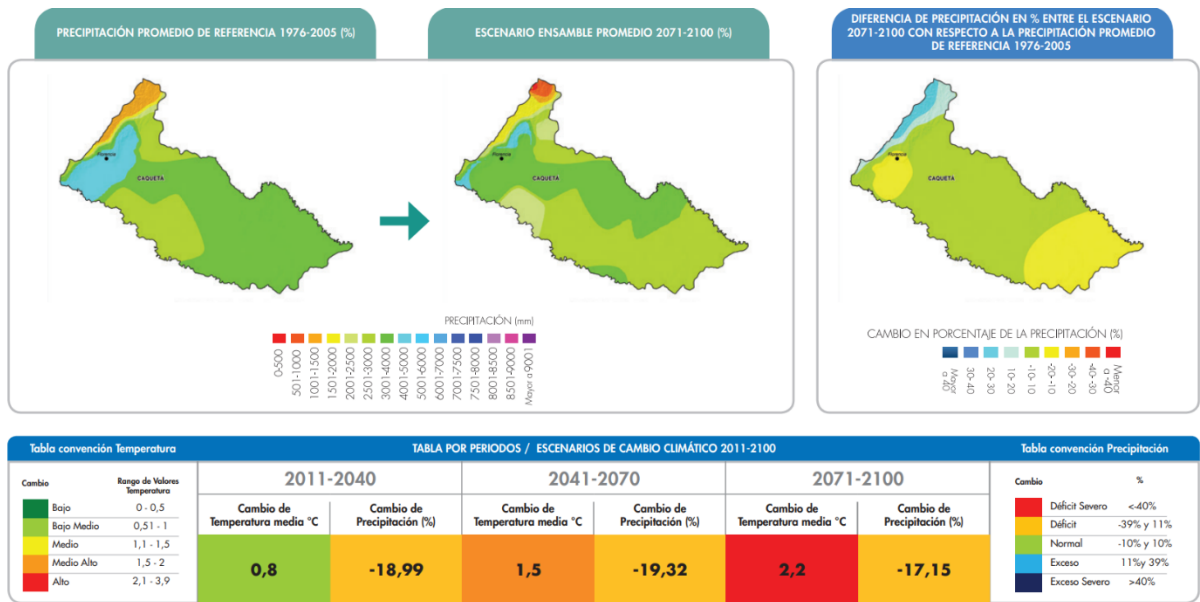 PRECIPITACIÓN PROMEDIO DE REFERENCIA 1976-2005 (%)
ESCENARIO ENSAMBLE PROMEDIO 2071-2100 (%)
DIFERENCIA DE PRECIPITACIÓN EN % ENTRE EL ESCENARIO
2071-2100 CON RESPECTO A LA PRECIPITACIÓN PROMEDIO
DE REFERENCIA 1976-2005
Florencia
CAQUETA
Florencia
CAQUETA
Florencia
CAQUETA
PRECIPITACIÓN (mm)
0-500
501-1000
1001-1500
1501-2000
2001-2500
2501-3000
3001-4000
4001-5000
5001-6000
6001-7000
7001-7500
7501-8000
8001-8500
8501-9000
Mayor a 9001
CAMBIO EN PORCENTAJE DE LA PRECIPITACIÓN (%)
Mayor
a 40
30-40
20-30
10-20
-10-10
-20--10
-30--20
-40--30
Menor
a -40
Tabla convención Temperatura
TABLA POR PERIODOS / ESCENARIOS DE CAMBIO CLIMÁTICO 2011-2100
Tabla convención Precipitación
Cambio
Rango de Valores
Temperatura
Bajo 0 - 0,5
Bajo Medio 0,51 - 1
Medio 1,1 - 1,5
Medio Alto 1,5 - 2
Alto 2,1 - 3,9
2011-2040
2041-2070
2071-2100
Cambio de
Temperatura media °C
Cambio de
Precipitación (%)
Cambio de
Temperatura media °C
Cambio de
Precipitación (%)
Cambio de
Temperatura media °C
Cambio de
Precipitación (%)
0,8
-18,99
1,5
-19,32
2,2
-17,15
Cambio %
Déficit Severo <40%
Déficit -39% y 11%
Normal -10% y 10%
Exceso 11%y 39%
Exceso Severo >40%